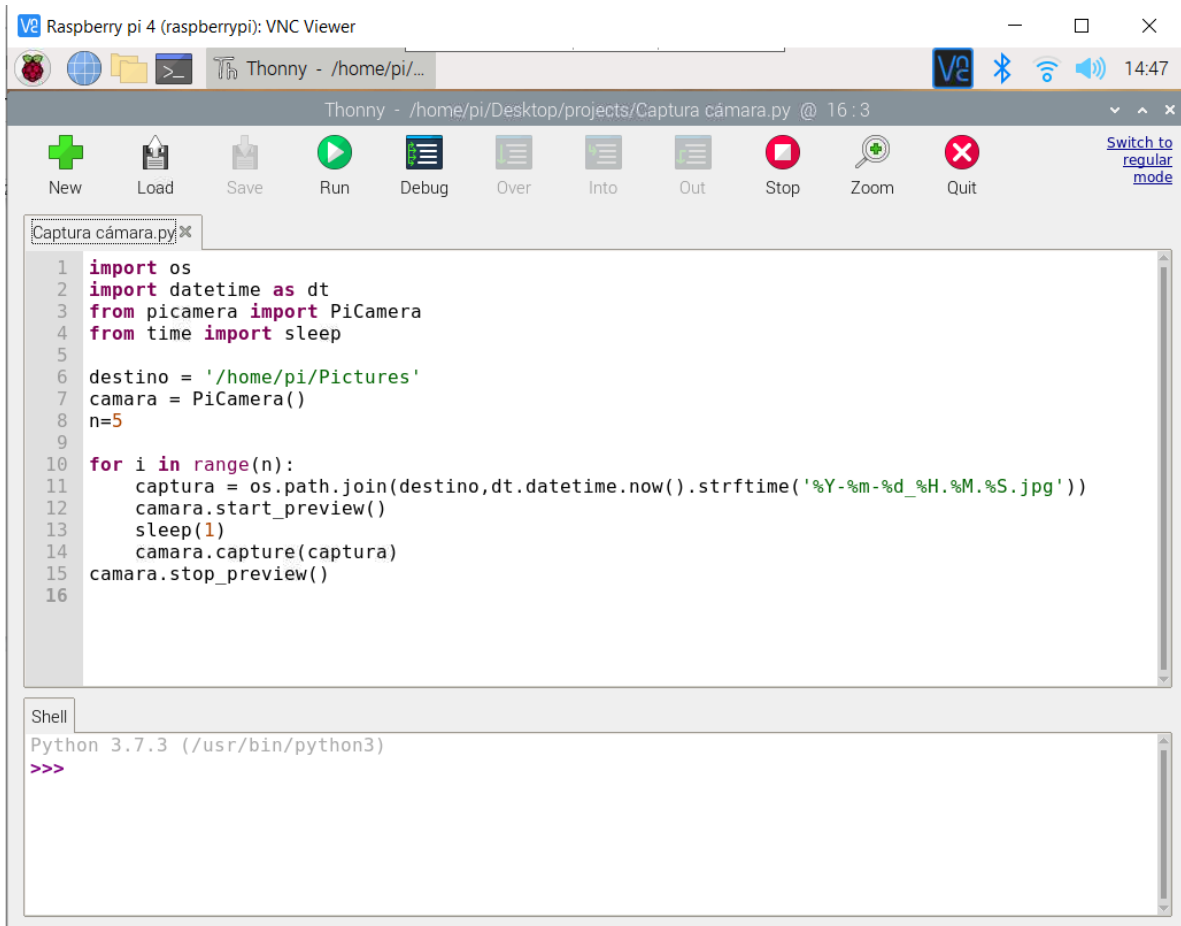 Raspberry pi 4 (raspberrypi): VNC Viewer
Thonny - /home/pi/... 14:47
Thonny - /home/pi/Desktop/projects/Captura cámara.py @ 16 : 3
New Load Save Run Debug Over Into Out Stop Zoom Quit
Switch to
regular
mode
Captura cámara.py
1 import os
2 import datetime as dt
3 from picamera import PiCamera
4 from time import sleep
5
6 destino = '/home/pi/Pictures'
7 camara = PiCamera()
8 n=5
9
10 for i in range(n):
11     captura = os.path.join(destino,dt.datetime.now().strftime('%Y-%m-%d_%H.%M.%S.jpg'))
12     camara.start_preview()
13     sleep(1)
14     camara.capture(captura)
15 camara.stop_preview()
16
Shell
Python 3.7.3 (/usr/bin/python3)
>>>